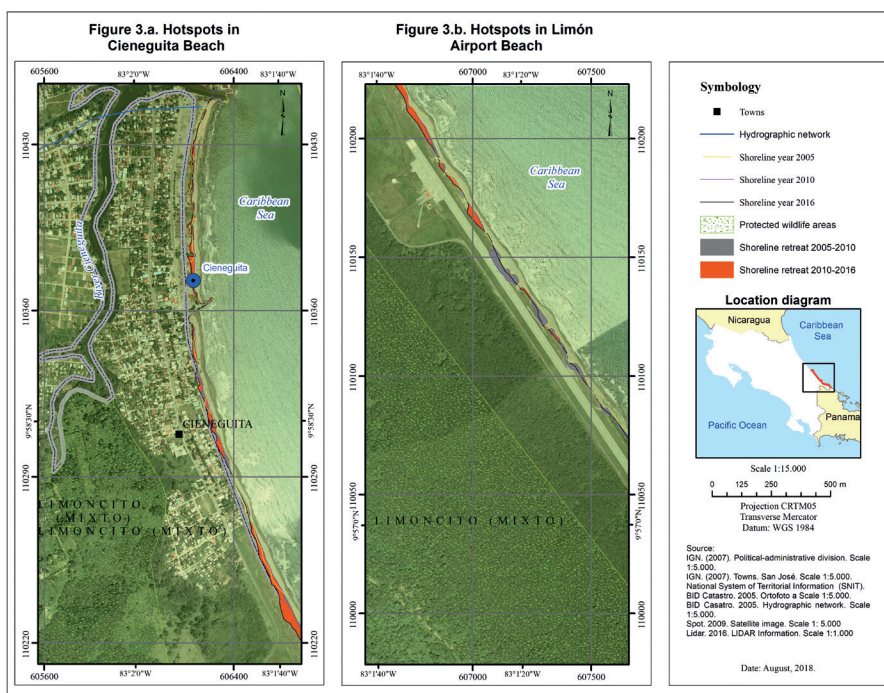 Figure 3.a. Hotspots in
Cieneguita Beach
605600
83°2'0"W
606400
83°1'40"W
110430
110360
110290
110220
9°58'30"N
N
Caribbean
Sea
River Cieneguita
Cieneguita
CIENEGUITA
LIMONCITO
(MIXTO)
LIMONCITO (MIXTO)
110430
110360
9°58'30"N
110290
110220
605600
83°2'0"W
606400
83°1'40"W
Figure 3.b. Hotspots in Limón
Airport Beach
83°1'40"W
607000
83°1'20"W
607500
110200
110150
110100
110050
9°57'0"N
110000
N
Caribbean
Sea
LIMONCITO (MIXTO)
110200
110150
110100
110050
9°57'0"N
110000
83°1'40"W
607000
83°1'20"W
607500
Symbology
Towns
Hydrographic network
Shoreline year 2005
Shoreline year 2010
Shoreline year 2016
Protected wildlife areas
Shoreline retreat 2005-2010
Shoreline retreat 2010-2016
Location diagram
Nicaragua
Caribbean
Sea
Pacific Ocean
Panama
Scale 1:15.000
0 125 250 500 m
Projection CRTM05
Transverse Mercator
Datum: WGS 1984
Source:
IGN. (2007). Political-administrative division. Scale
1:5.000.
IGN. (2007). Towns. San José. Scale 1:5.000.
National System of Territorial Information (SNIT).
BID Catastro. 2005. Ortofoto a Scale 1:5.000.
BID Casatro. 2005. Hydrographic network. Scale
1:5.000.
Spot. 2009. Satellite image. Scale 1: 5.000
Lidar. 2016. LIDAR Information. Scale 1:1.000
Date: August, 2018.